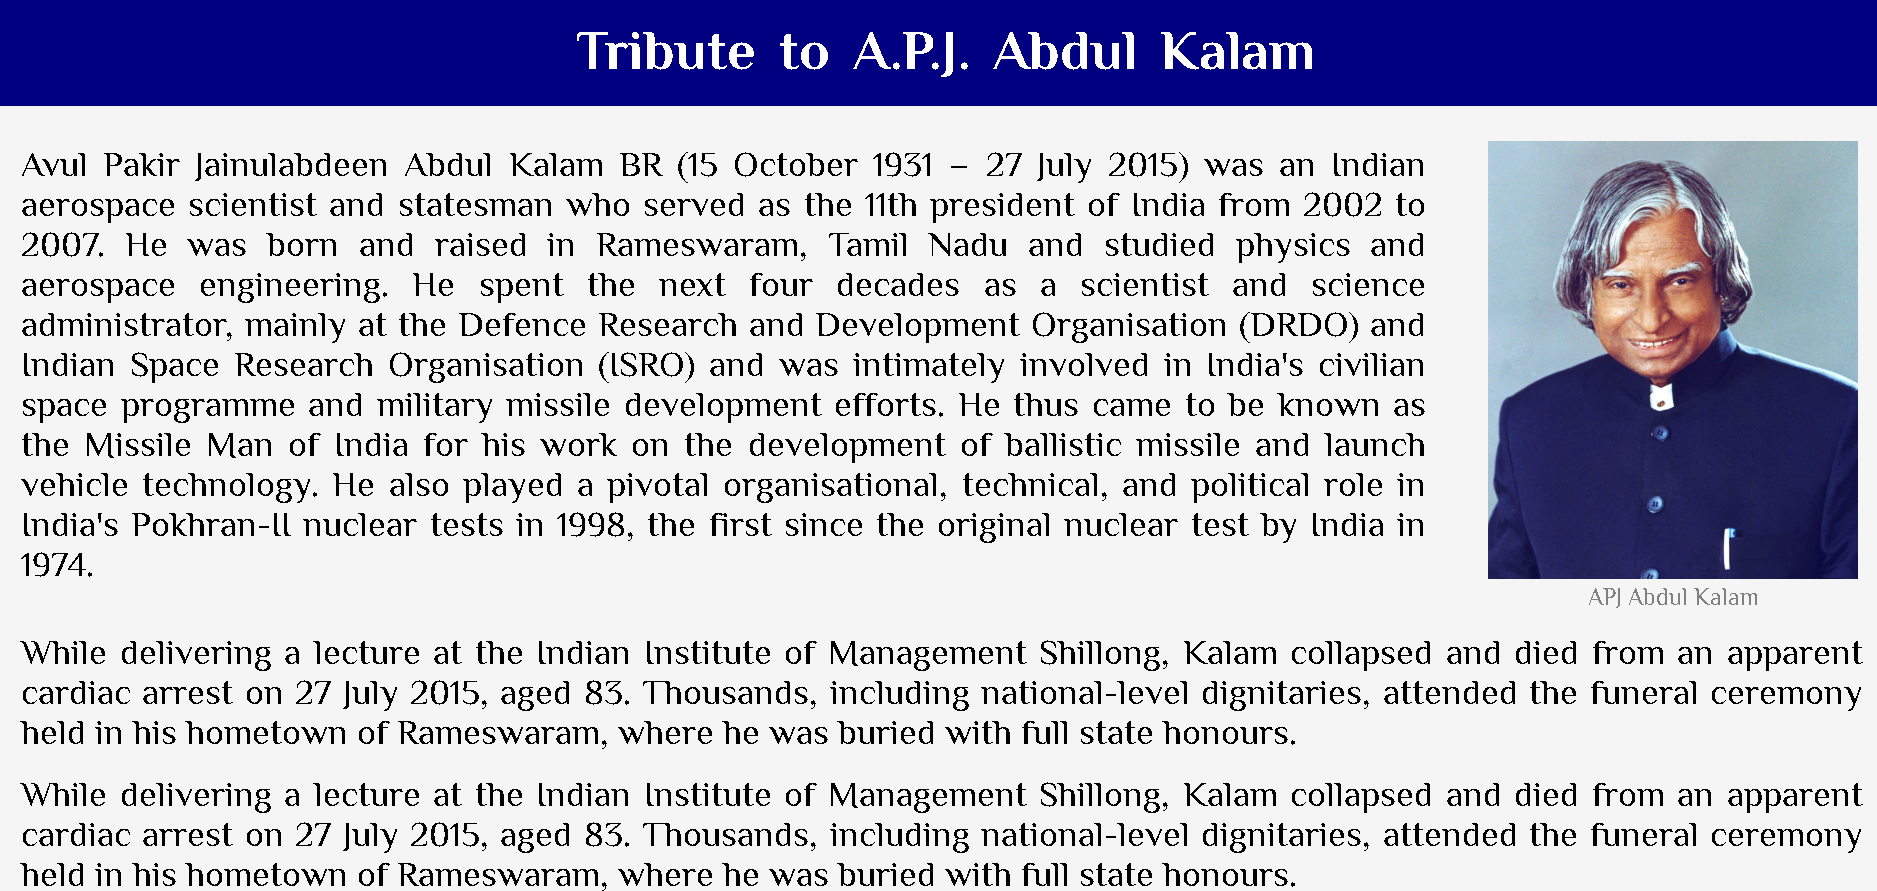 Tribute to A.P.J. Abdul Kalam
Avul Pakir Jainulabdeen Abdul Kalam BR (15 October 1931 – 27 July 2015) was an Indian
aerospace scientist and statesman who served as the 11th president of India from 2002 to
2007. He was born and raised in Rameswaram, Tamil Nadu and studied physics and
aerospace engineering. He spent the next four decades as a scientist and science
administrator, mainly at the Defence Research and Development Organisation (DRDO) and
Indian Space Research Organisation (ISRO) and was intimately involved in India's civilian
space programme and military missile development efforts. He thus came to be known as
the Missile Man of India for his work on the development of ballistic missile and launch
vehicle technology. He also played a pivotal organisational, technical, and political role in
India's Pokhran-II nuclear tests in 1998, the first since the original nuclear test by India in
1974.
APJ Abdul Kalam
While delivering a lecture at the Indian Institute of Management Shillong, Kalam collapsed and died from an apparent
cardiac arrest on 27 July 2015, aged 83. Thousands, including national-level dignitaries, attended the funeral ceremony
held in his hometown of Rameswaram, where he was buried with full state honours.
While delivering a lecture at the Indian Institute of Management Shillong, Kalam collapsed and died from an apparent
cardiac arrest on 27 July 2015, aged 83. Thousands, including national-level dignitaries, attended the funeral ceremony
held in his hometown of Rameswaram, where he was buried with full state honours.